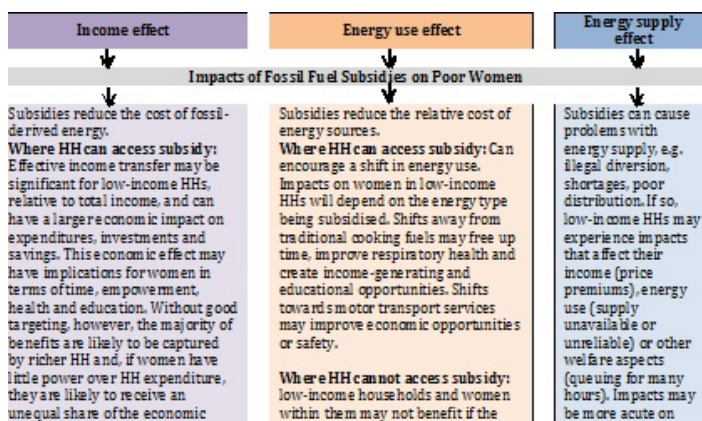 Income effect
Energy use effect
Energy supply
effect
Impacts of Fossil Fuel Subsidies on Poor Women
Subsidies reduce the cost of fossil-
derived energy.
Where HH can access subsidy:
Effective income transfer may be
significant for low-income HHs,
relative to total income, and can
have a larger economic impact on
expenditures, investments and
savings. This economic effect may
have implications for women in
terms of time, empowerment,
health and education. Without good
targeting, however, the majority of
benefits are likely to be captured
by richer HH and, if women have
little power over HH expenditure,
they are likely to receive an
unequal share of the economic
Subsidies reduce the relative cost of
energy sources.
Where HH can access subsidy: Can
encourage a shift in energy use.
Impacts on women in low-income
HHs will depend on the energy type
being subsidised. Shifts away from
traditional cooking fuels may free up
time, improve respiratory health and
create income-generating and
educational opportunities. Shifts
towards motor transport services
may improve economic opportunities
or safety.
Where HH cannot access subsidy:
low-income households and women
within them may not benefit if the
Subsidies can cause
problems with
energy supply, e.g.
illegal diversion,
shortages, poor
distribution. If so,
low-income HHs may
experience impacts
that affect their
income (price
premiums), energy
use (supply
unavailable or
unreliable) or other
welfare aspects
(queuing for many
hours). Impacts may
be more acute on